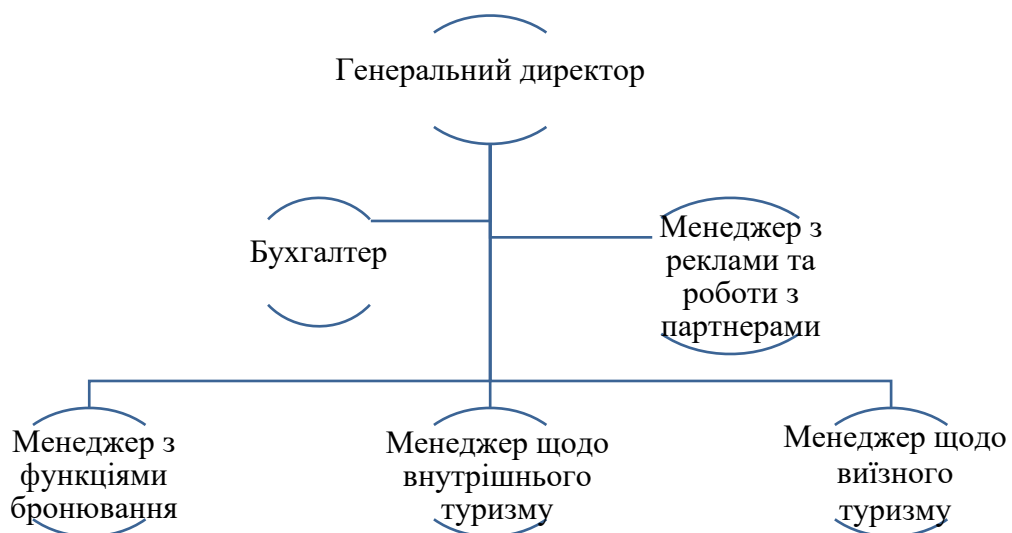 Генеральний директор
Бухгалтер
Менеджер з
реклами та
роботи з
партнерами
Менеджер з
функціями
бронювання
Менеджер щодо
внутрішнього
туризму
Менеджер щодо
виїзного
туризму